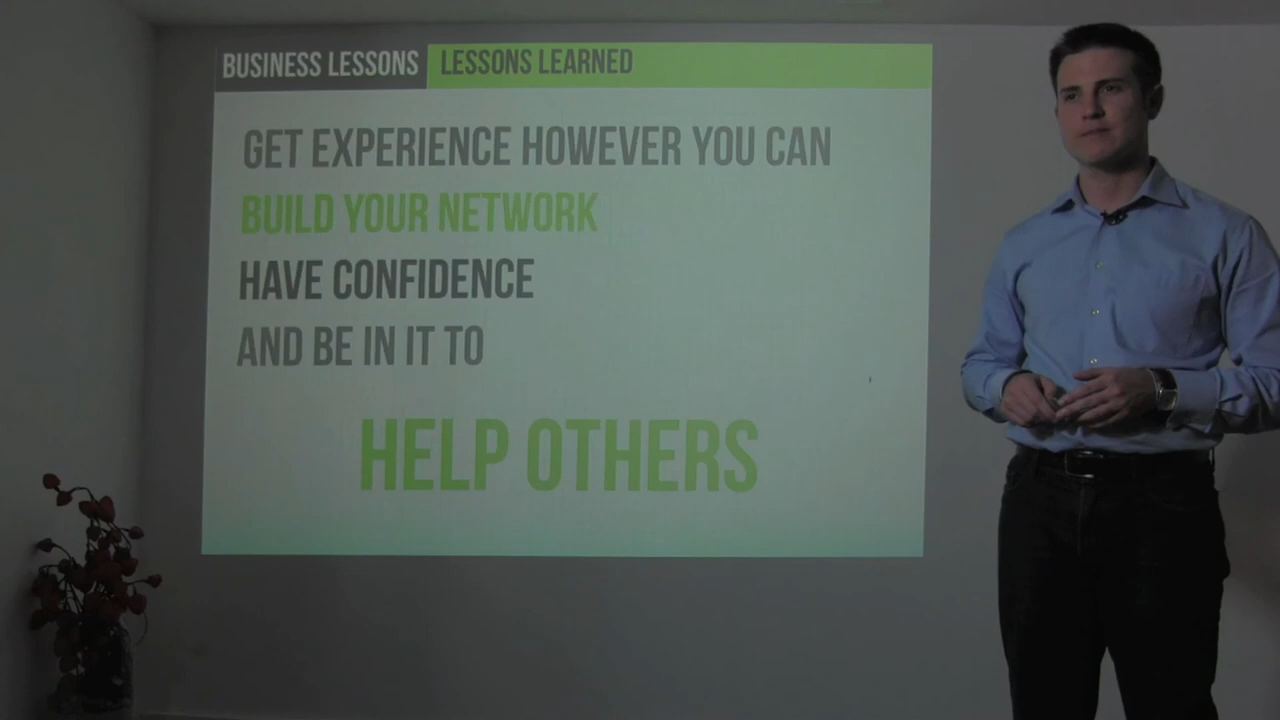 BUSINESS LESSONS LESSONS LEARNED
GET EXPERIENCE HOWEVER YOU CAN
BUILD YOUR NETWORK
HAVE CONFIDENCE
AND BE IN IT TO
HELP OTHERS